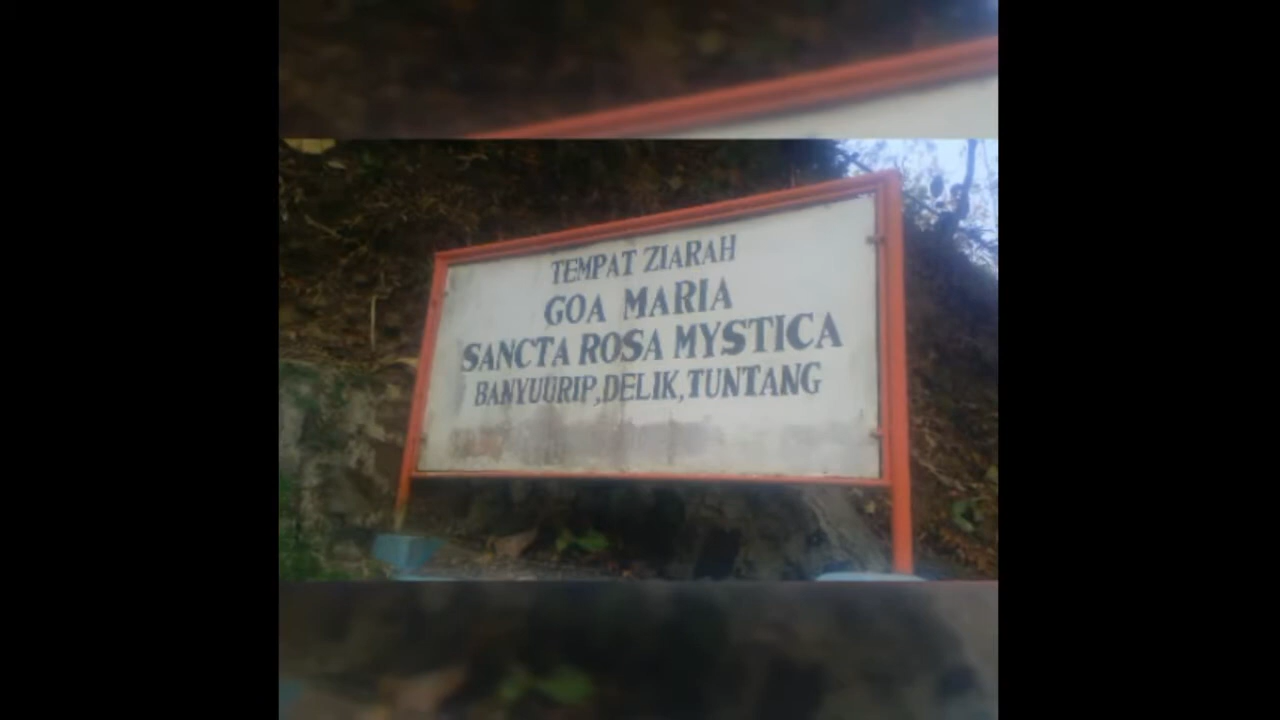 TEMPAT ZIARAH
GOA MARIA
SANCTA ROSA MYSTICA
BANYUURIP,DELIK,TUNTANG